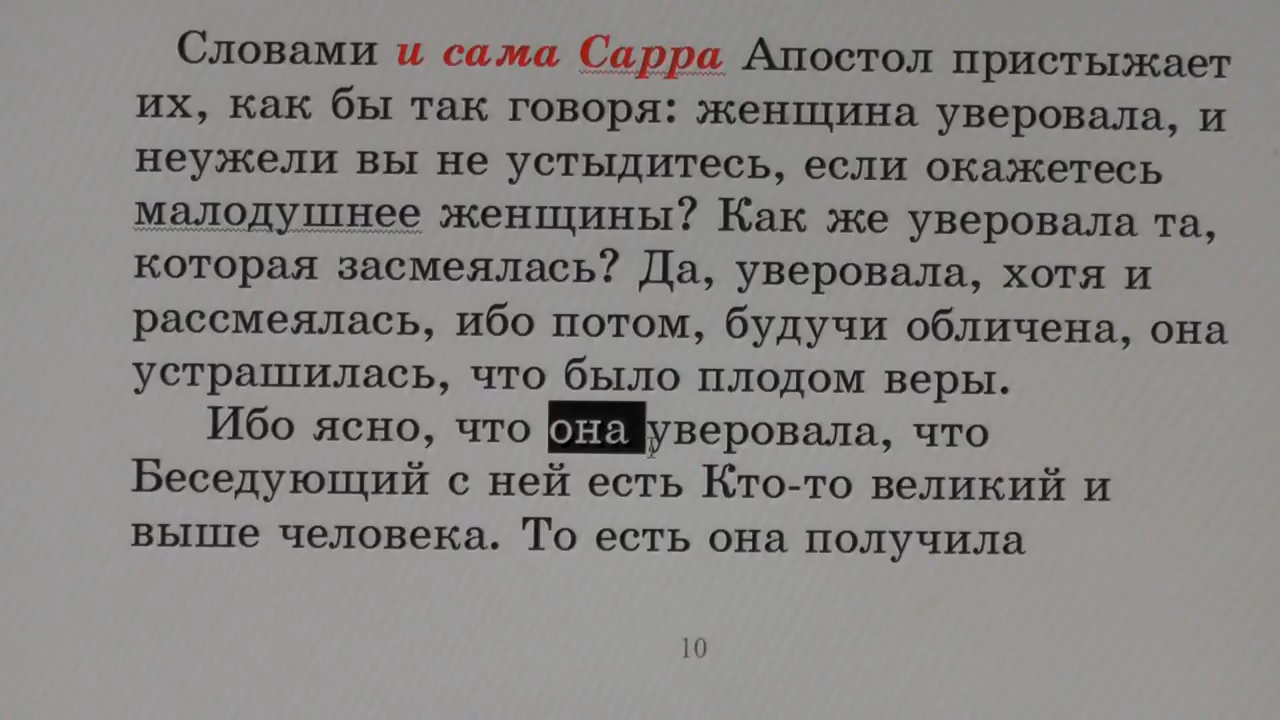 Словами и сама Сарра Апостол пристыжает
их, как бы так говоря: женщина уверовала, и
неужели вы не устыдитесь, если окажетесь
малодушнее женщины? Как же уверовала та,
которая засмеялась? Да, уверовала, хотя и
рассмеялась, ибо потом, будучи обличена, она
устрашилась, что было плодом веры.
Ибо ясно, что она уверовала, что
Беседующий с ней есть Кто-то великий и
выше человека. То есть она получила
10